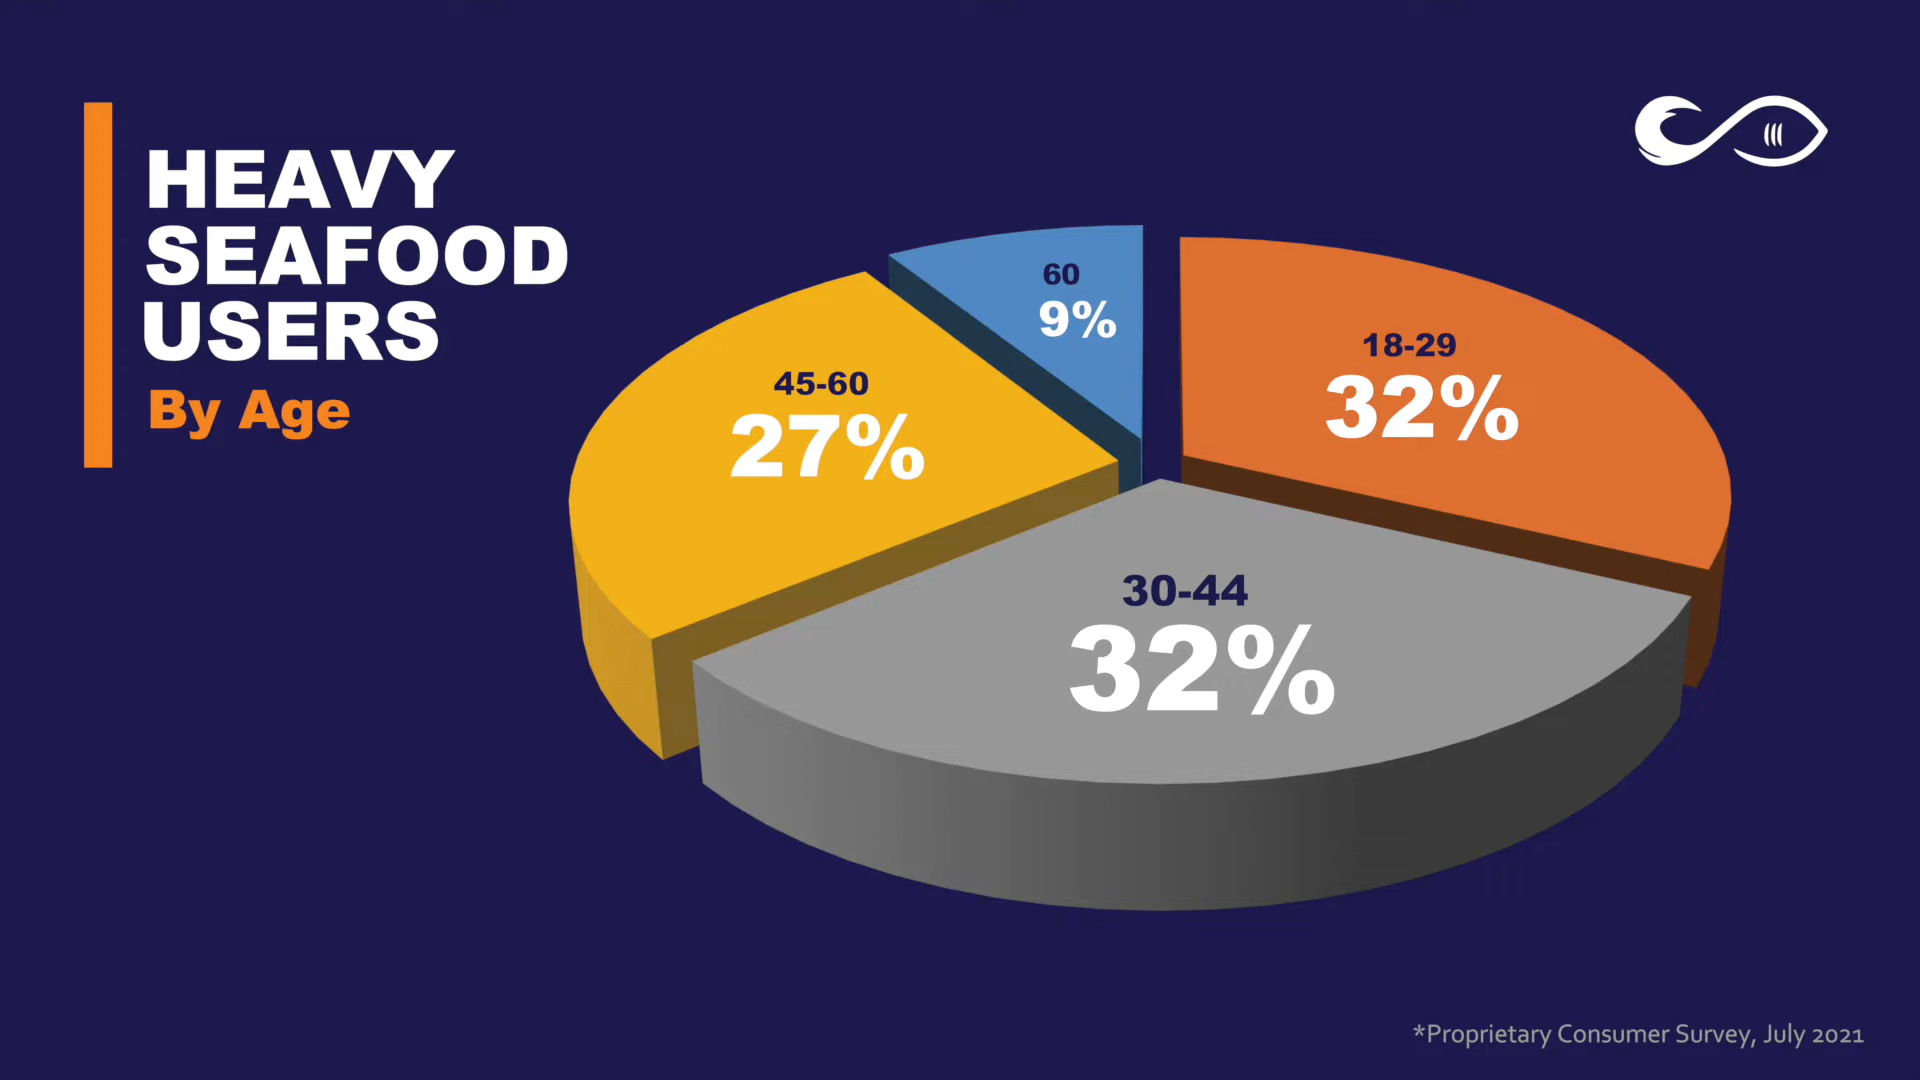 HEAVY
SEAFOOD
USERS
By Age
60
9%
18-29
32%
45-60
27%
30-44
32%
*Proprietary Consumer Survey, July 2021